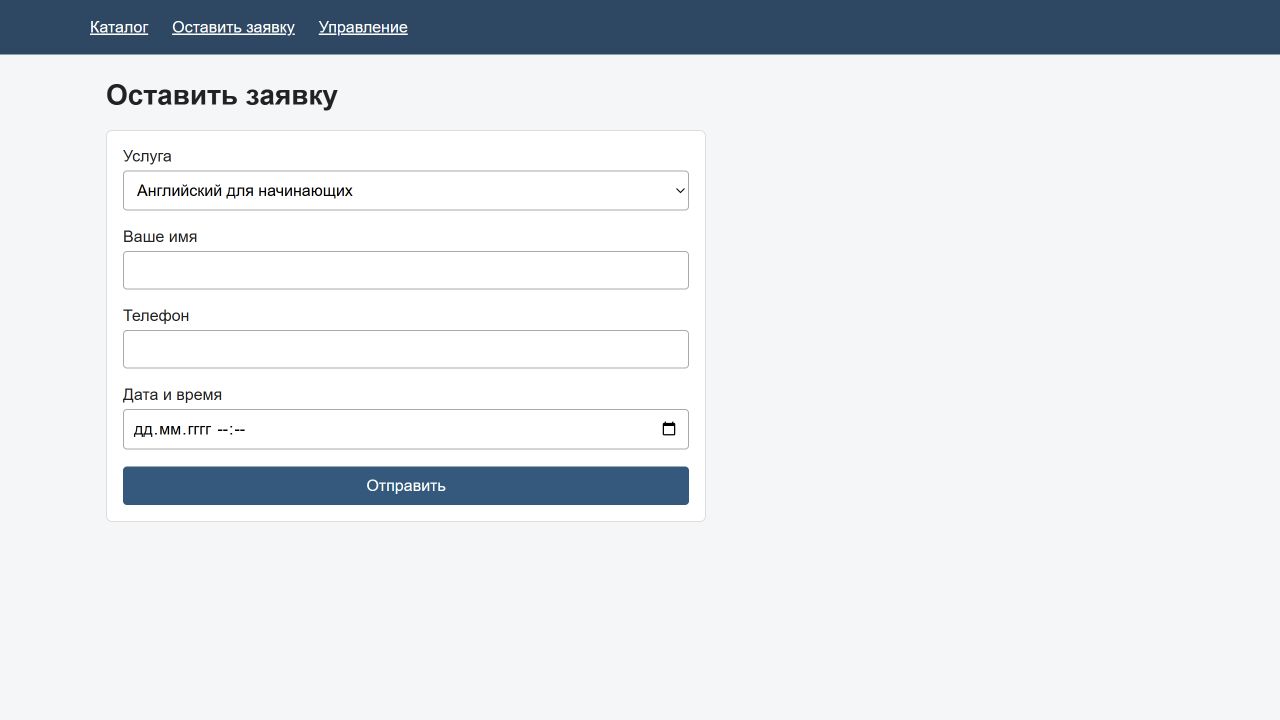 Каталог Оставить заявку Управление
Оставить заявку
Услуга
Английский для начинающих
Ваше имя
Телефон
Дата и время
дд.мм.гггг --:--
Отправить